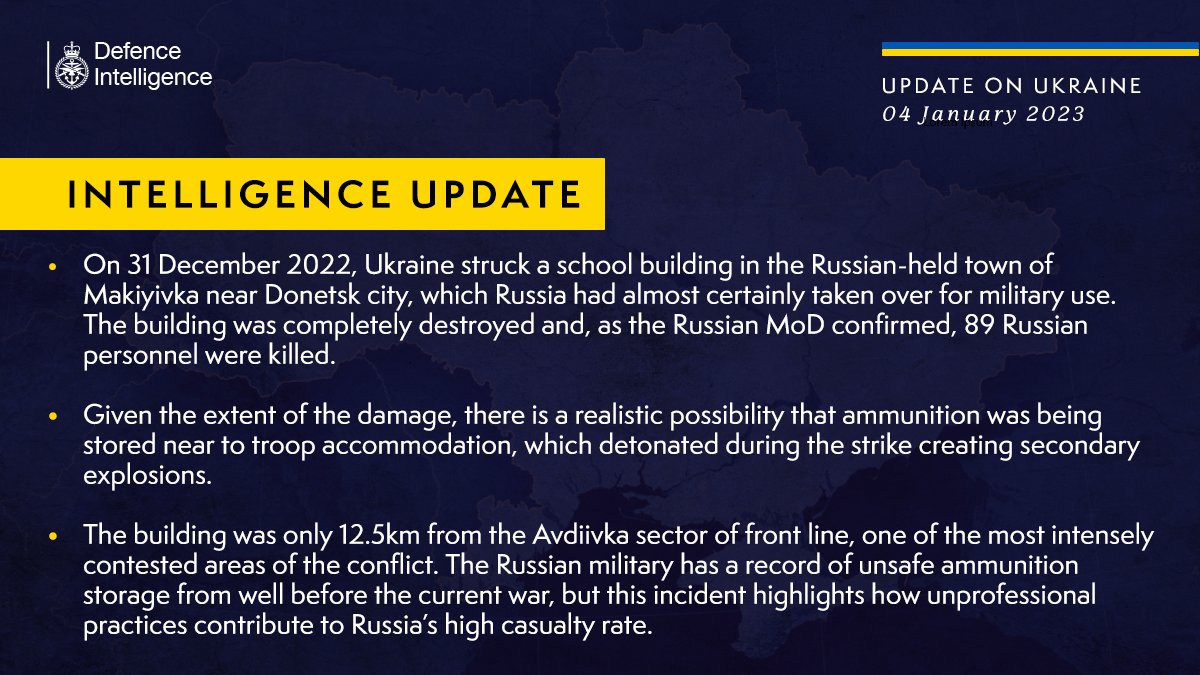 Defence
Intelligence
UPDATE ON UKRAINE
04 January 2023
INTELLIGENCE UPDATE
• On 31 December 2022, Ukraine struck a school building in the Russian-held town of
Makiyivka near Donetsk city, which Russia had almost certainly taken over for military use.
The building was completely destroyed and, as the Russian MoD confirmed, 89 Russian
personnel were killed.
• Given the extent of the damage, there is a realistic possibility that ammunition was being
stored near to troop accommodation, which detonated during the strike creating secondary
explosions.
• The building was only 12.5km from the Avdiivka sector of front line, one of the most intensely
contested areas of the conflict. The Russian military has a record of unsafe ammunition
storage from well before the current war, but this incident highlights how unprofessional
practices contribute to Russia's high casualty rate.